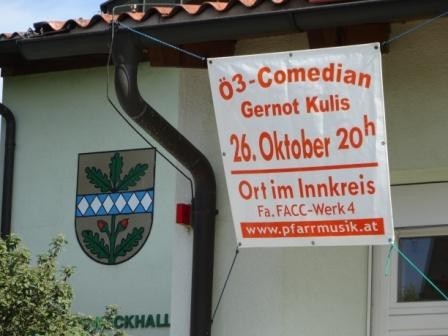 Ö3-Comedian
Gernot Kulis
26. Oktober 20h
Ort im Innkreis
Fa. FACC-Werk 4
www.pfarrmusik.at